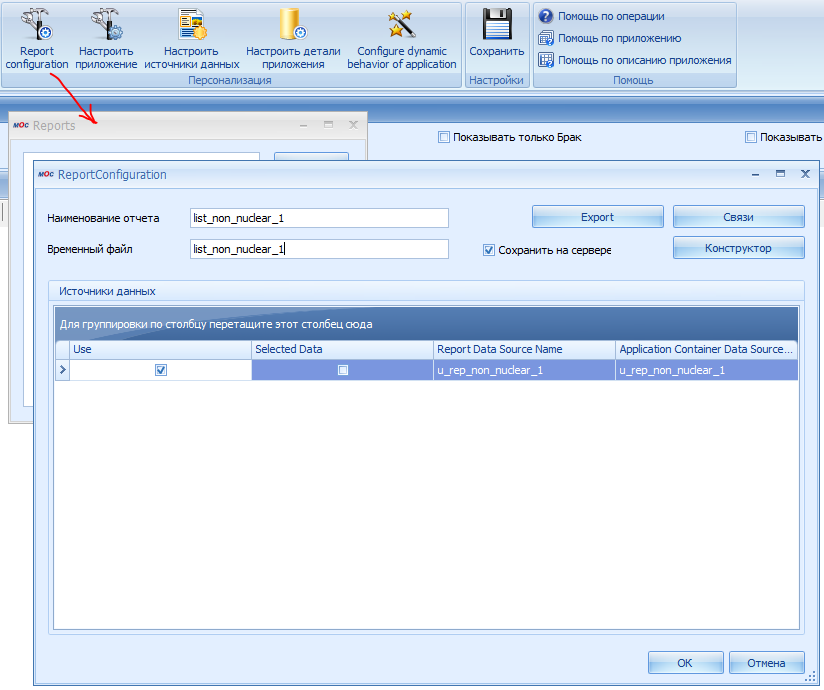 Report configuration
Настроить приложение
Настроить источники данных
Настроить детали приложения
Configure dynamic behavior of application
Персонализация
Сохранить
Настройки
Помощь по операции
Помощь по приложению
Помощь по описанию приложения
Помощь
Показывать только Брак
Показывать
МОС Reports
МОС ReportConfiguration
Наименование отчета
list_non_nuclear_1
Export
Связи
Временный файл
list_non_nuclear_1
Сохранить на сервере
Конструктор
Источники данных
Для группировки по столбцу перетащите этот столбец сюда
Use
Selected Data
Report Data Source Name
Application Container Data Source...
u_rep_non_nuclear_1
u_rep_non_nuclear_1
OK
Отмена